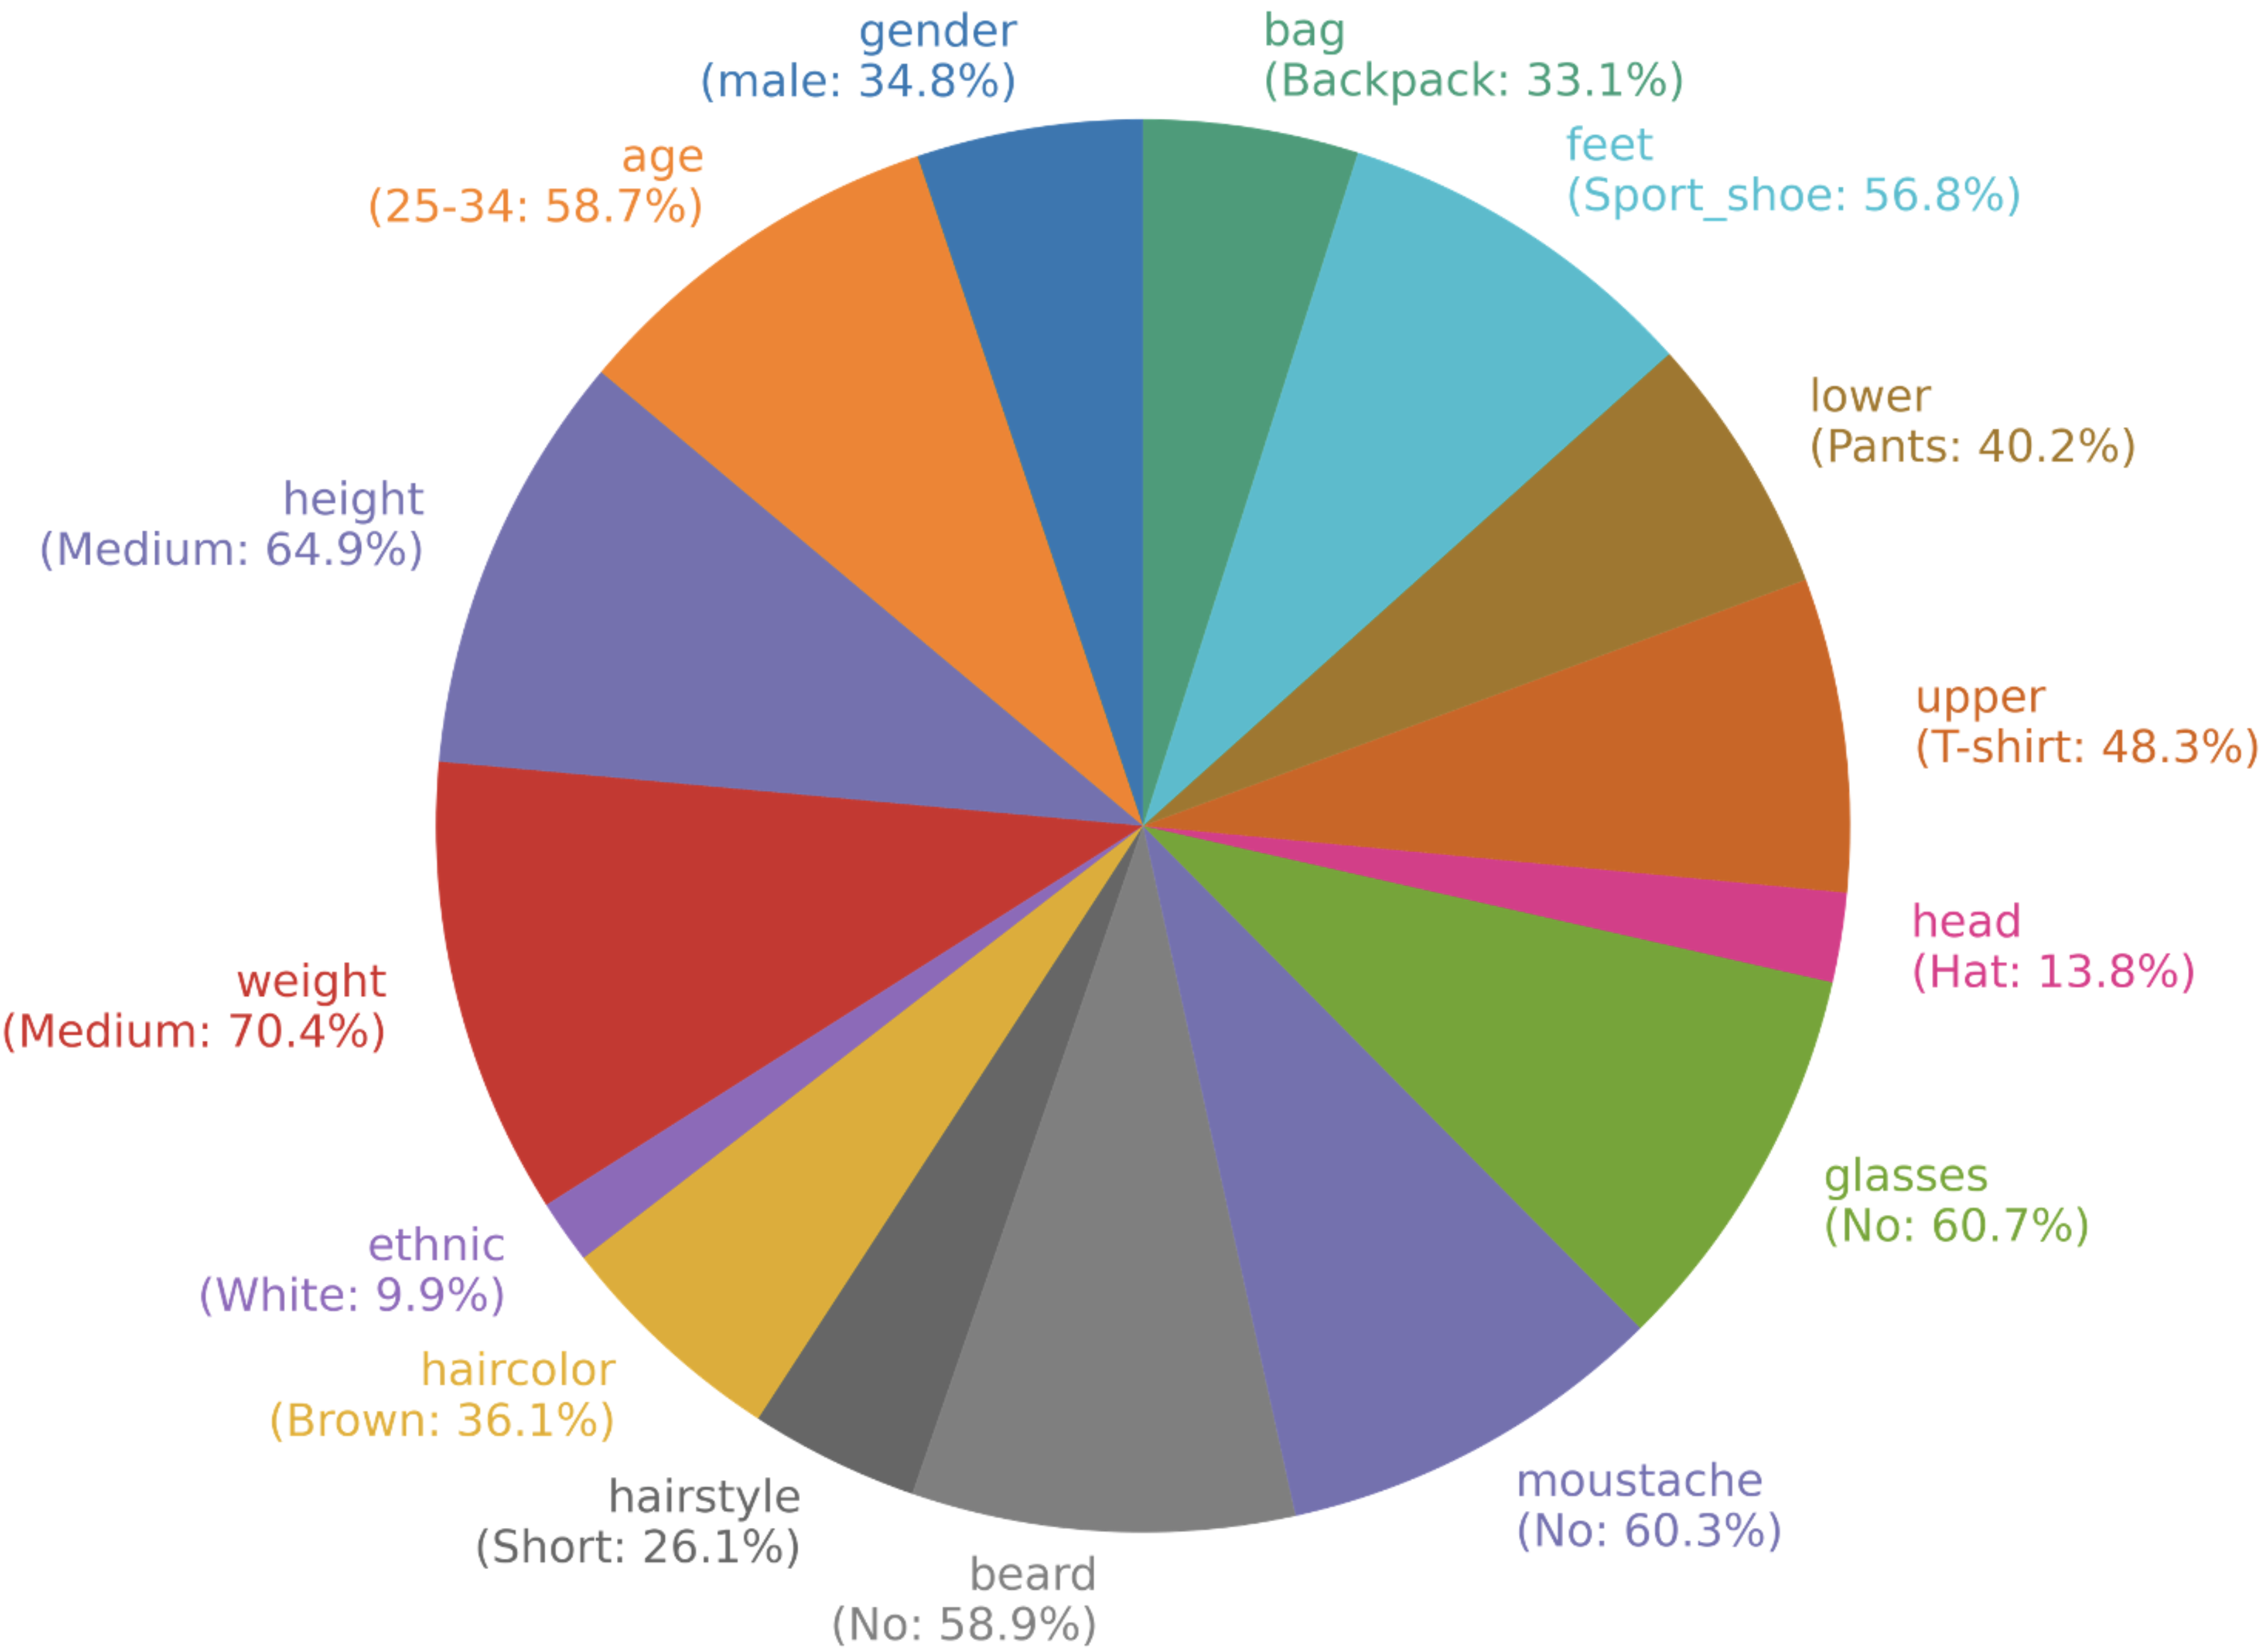 gender
(male: 34.8%)
bag
(Backpack: 33.1%)
feet
(Sport_shoe: 56.8%)
age
(25-34: 58.7%)
lower
(Pants: 40.2%)
height
(Medium: 64.9%)
upper
(T-shirt: 48.3%)
head
(Hat: 13.8%)
weight
(Medium: 70.4%)
glasses
(No: 60.7%)
ethnic
(White: 9.9%)
haircolor
(Brown: 36.1%)
moustache
(No: 60.3%)
hairstyle
(Short: 26.1%)
beard
(No: 58.9%)